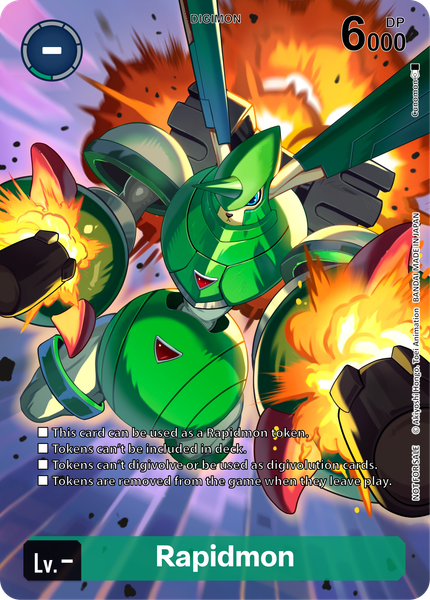 DIGIMON
-
DP
6000
■ This card can be used as a Rapidmon token.
■ Tokens can't be included in deck.
■ Tokens can't digivolve or be used as digivolution cards.
■ Tokens are removed from the game when they leave play.
Lv.-
Rapidmon
NOT FOR SALE © Akiyoshi Hongo, Toei Animation BANDAI MADE IN JAPAN